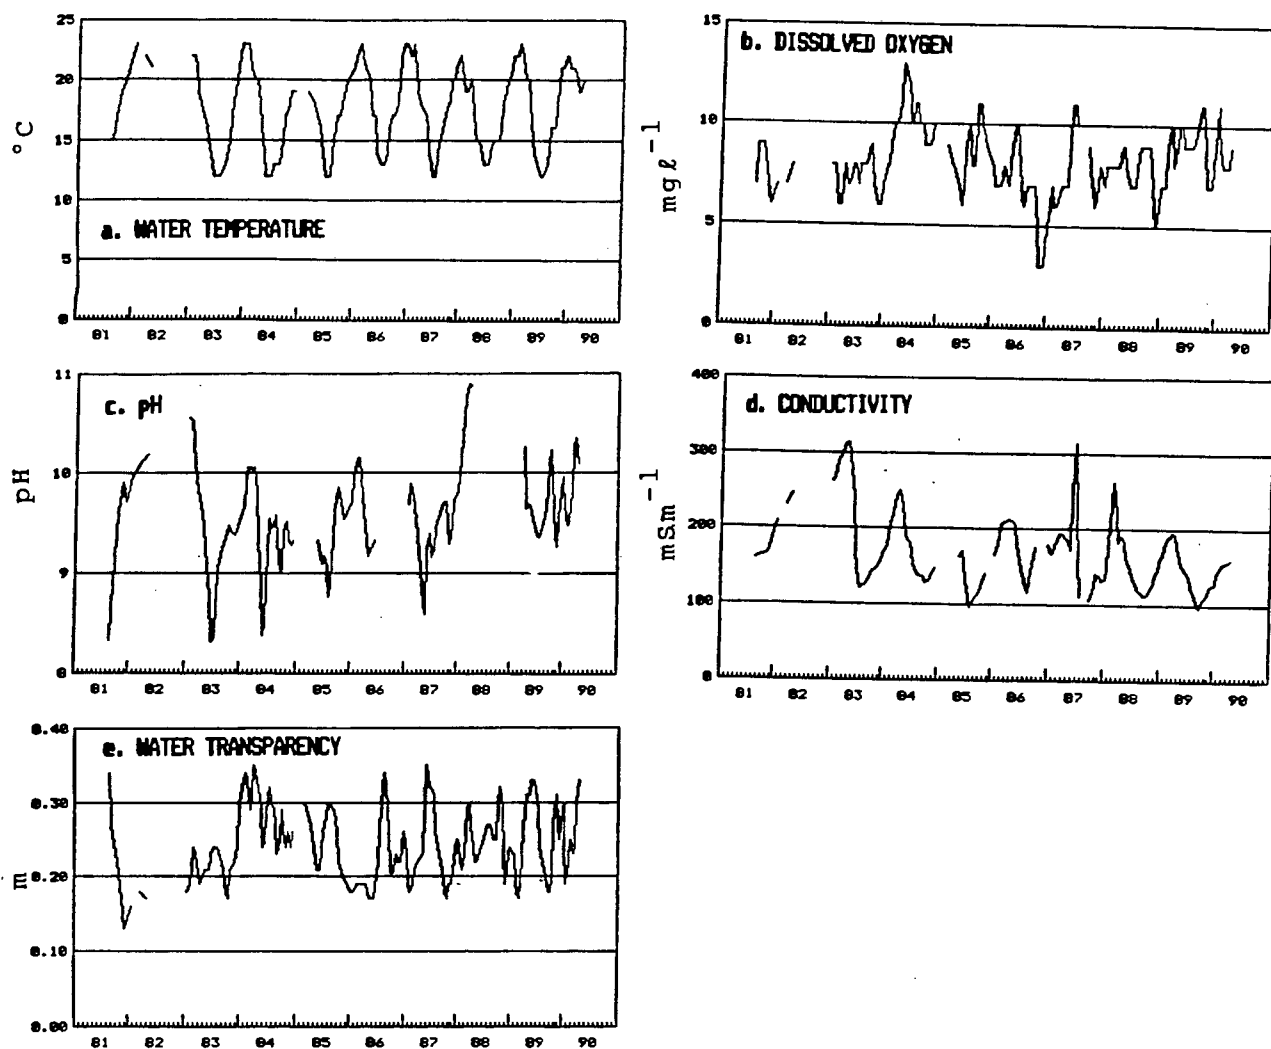 25
20
15
10
5
0
°C
a. WATER TEMPERATURE
81 82 83 84 85 86 87 88 89 90
15
10
5
0
mgℓ⁻¹
b. DISSOLVED OXYGEN
81 82 83 84 85 86 87 88 89 90
11
10
9
8
pH
c. pH
81 82 83 84 85 86 87 88 89 90
400
300
200
100
0
mS.m⁻¹
d. CONDUCTIVITY
81 82 83 84 85 86 87 88 89 90
0.40
0.30
0.20
0.10
0.00
m
e. WATER TRANSPARENCY
81 82 83 84 85 86 87 88 89 90